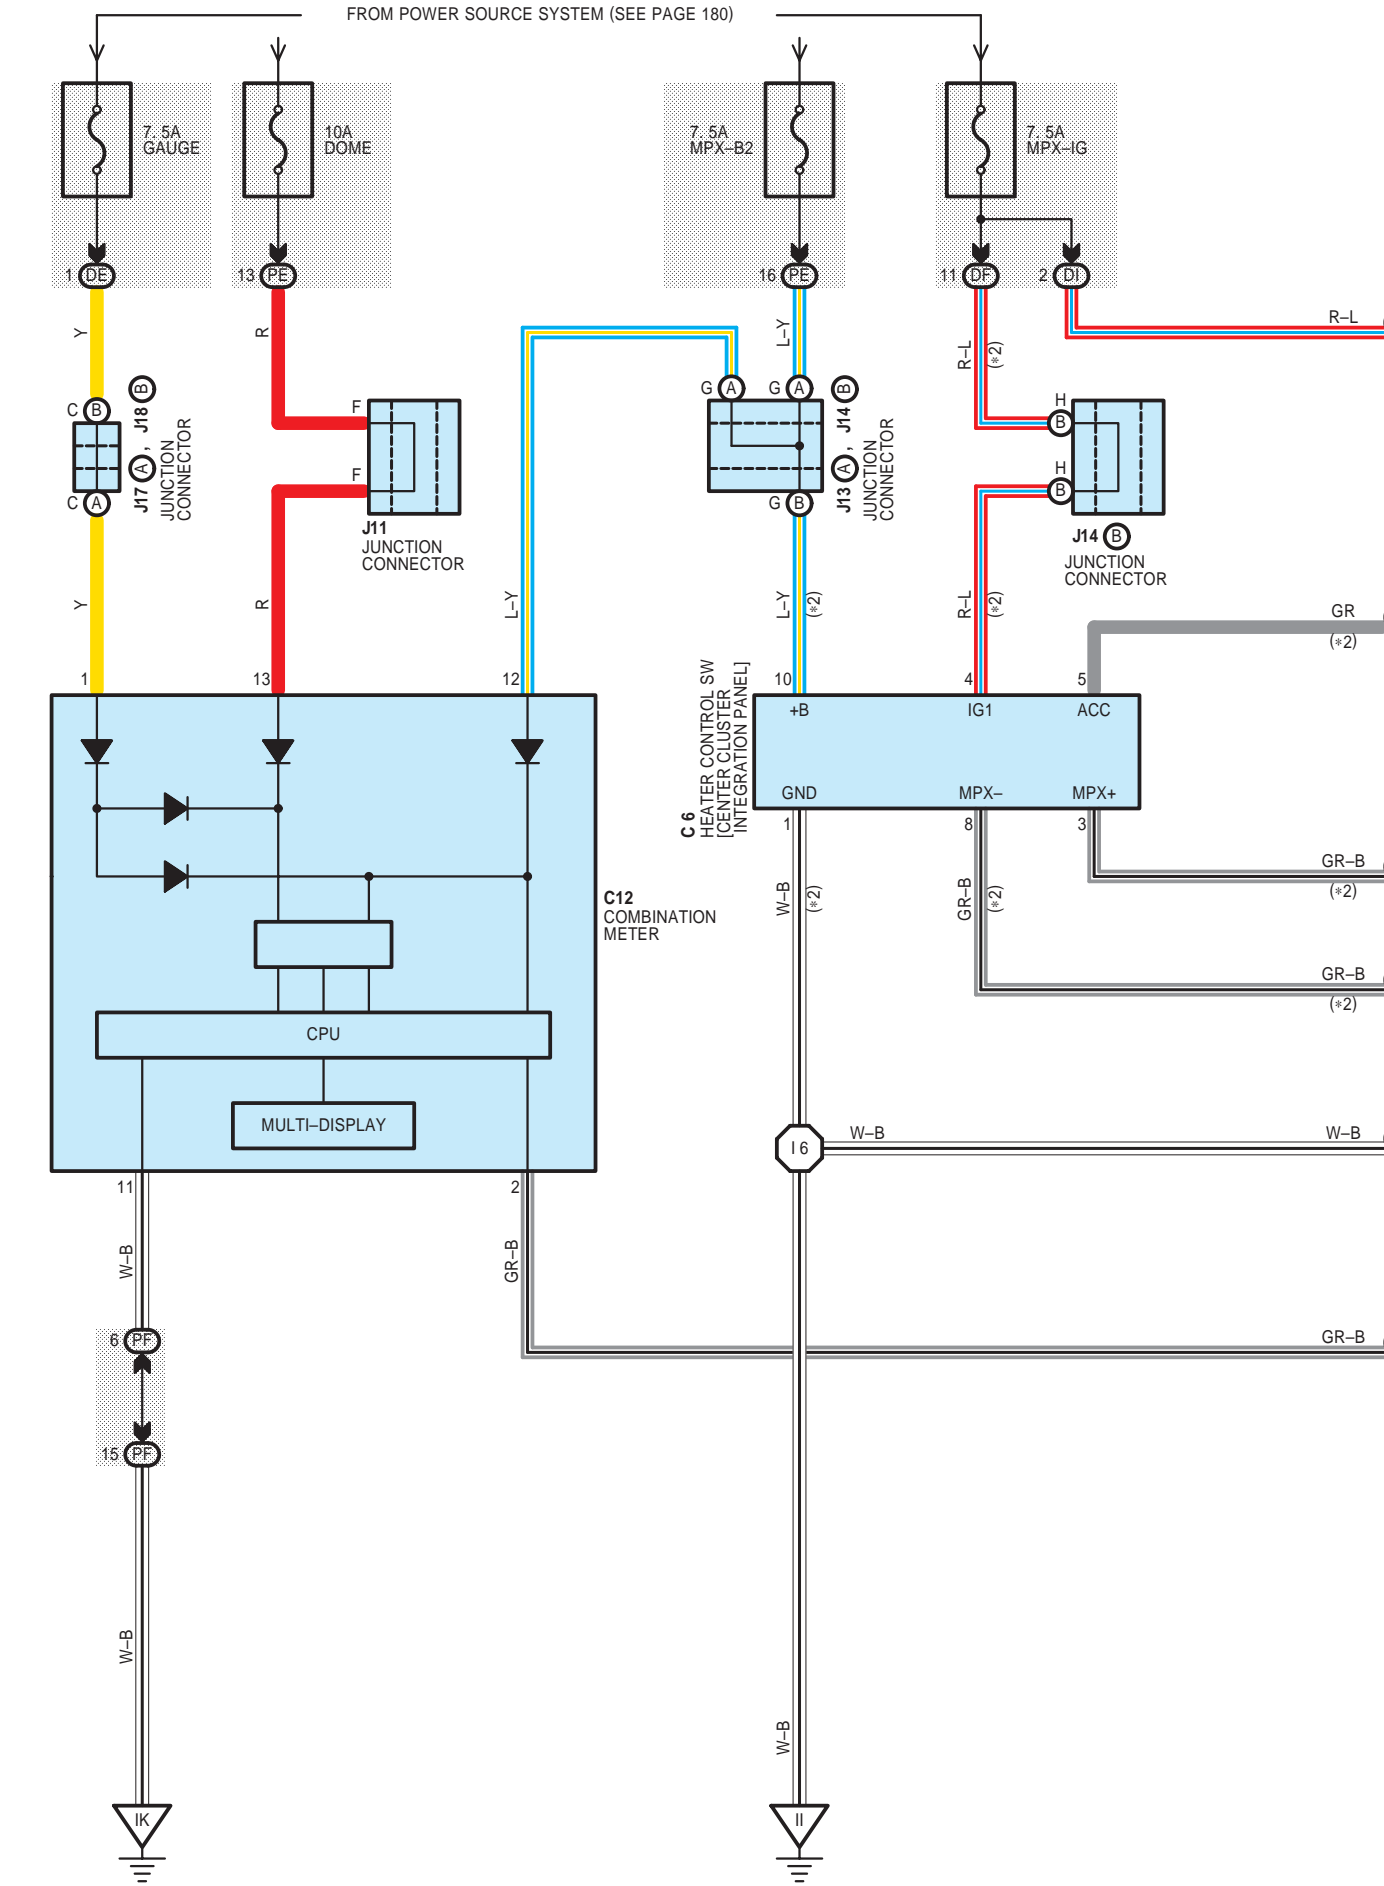 FROM POWER SOURCE SYSTEM (SEE PAGE 180)
7. 5A
GAUGE
10A
DOME
7. 5A
MPX–B2
7. 5A
MPX–IG
1 DE
13 PE
16 PE
11 DF
2 DI
Y
R
L–Y
R–L
(*2)
R–L
C B
J17 A , J18 B
JUNCTION
CONNECTOR
C A
F
F
J11
JUNCTION
CONNECTOR
G A
G A
G B
J13 A , J14 B
JUNCTION
CONNECTOR
H
B
H
B
J14 B
JUNCTION
CONNECTOR
Y
R
L–Y
L–Y
(*2)
R–L
(*2)
GR
(*2)
1
13
12
10
4
5
+B
IG1
ACC
C 6
HEATER CONTROL SW
[CENTER CLUSTER
INTEGRATION PANEL]
GND
MPX–
MPX+
1
8
3
W–B
(*2)
GR–B
(*2)
GR–B
(*2)
GR–B
(*2)
C12
COMBINATION
METER
CPU
MULTI–DISPLAY
I 6
W–B
W–B
11
2
W–B
GR–B
GR–B
6 PF
15 PF
W–B
W–B
IK
II